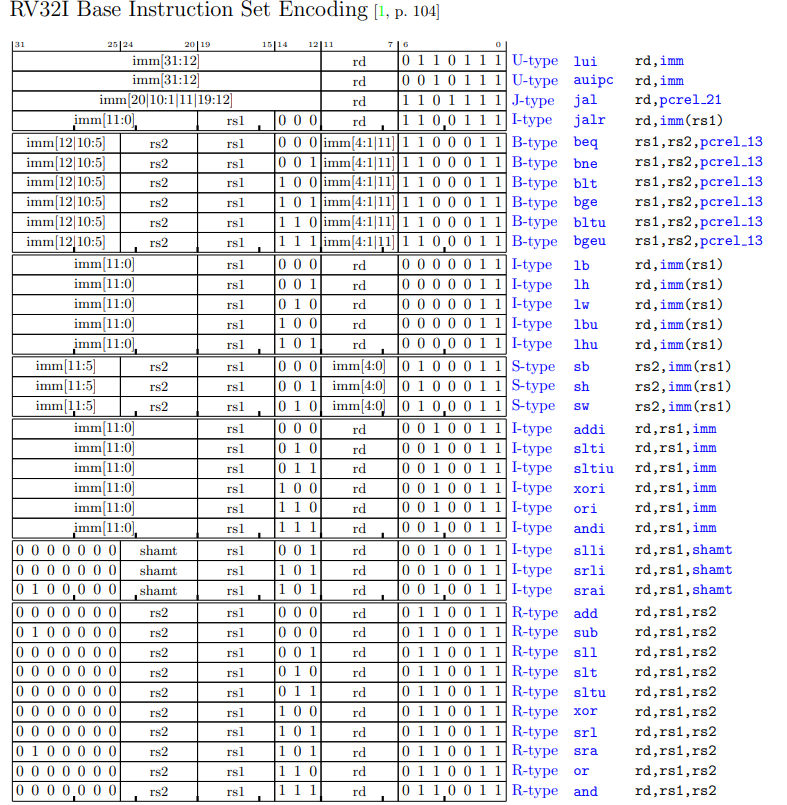 RV32I Base Instruction Set Encoding [1, p. 104]
31 25 24 20 19 15 14 12 11 7 6 0
imm[31:12] rd 0 1 1 0 1 1 1 U-type lui rd,imm
imm[31:12] rd 0 0 1 0 1 1 1 U-type auipc rd,imm
imm[20|10:1|11|19:12] rd 1 1 0 1 1 1 1 J-type jal rd,pcrel_21
imm[11:0] rs1 0 0 0 rd 1 1 0 0 1 1 1 I-type jalr rd,imm(rs1)
imm[12|10:5] rs2 rs1 0 0 0 imm[4:1|11] 1 1 0 0 0 1 1 B-type beq rs1,rs2,pcrel_13
imm[12|10:5] rs2 rs1 0 0 1 imm[4:1|11] 1 1 0 0 0 1 1 B-type bne rs1,rs2,pcrel_13
imm[12|10:5] rs2 rs1 1 0 0 imm[4:1|11] 1 1 0 0 0 1 1 B-type blt rs1,rs2,pcrel_13
imm[12|10:5] rs2 rs1 1 0 1 imm[4:1|11] 1 1 0 0 0 1 1 B-type bge rs1,rs2,pcrel_13
imm[12|10:5] rs2 rs1 1 1 0 imm[4:1|11] 1 1 0 0 0 1 1 B-type bltu rs1,rs2,pcrel_13
imm[12|10:5] rs2 rs1 1 1 1 imm[4:1|11] 1 1 0 0 0 1 1 B-type bgeu rs1,rs2,pcrel_13
imm[11:0] rs1 0 0 0 rd 0 0 0 0 0 1 1 I-type lb rd,imm(rs1)
imm[11:0] rs1 0 0 1 rd 0 0 0 0 0 1 1 I-type lh rd,imm(rs1)
imm[11:0] rs1 0 1 0 rd 0 0 0 0 0 1 1 I-type lw rd,imm(rs1)
imm[11:0] rs1 1 0 0 rd 0 0 0 0 0 1 1 I-type lbu rd,imm(rs1)
imm[11:0] rs1 1 0 1 rd 0 0 0 0 0 1 1 I-type lhu rd,imm(rs1)
imm[11:5] rs2 rs1 0 0 0 imm[4:0] 0 1 0 0 0 1 1 S-type sb rs2,imm(rs1)
imm[11:5] rs2 rs1 0 0 1 imm[4:0] 0 1 0 0 0 1 1 S-type sh rs2,imm(rs1)
imm[11:5] rs2 rs1 0 1 0 imm[4:0] 0 1 0 0 0 1 1 S-type sw rs2,imm(rs1)
imm[11:0] rs1 0 0 0 rd 0 0 1 0 0 1 1 I-type addi rd,rs1,imm
imm[11:0] rs1 0 1 0 rd 0 0 1 0 0 1 1 I-type slti rd,rs1,imm
imm[11:0] rs1 0 1 1 rd 0 0 1 0 0 1 1 I-type sltiu rd,rs1,imm
imm[11:0] rs1 1 0 0 rd 0 0 1 0 0 1 1 I-type xori rd,rs1,imm
imm[11:0] rs1 1 1 0 rd 0 0 1 0 0 1 1 I-type ori rd,rs1,imm
imm[11:0] rs1 1 1 1 rd 0 0 1 0 0 1 1 I-type andi rd,rs1,imm
0 0 0 0 0 0 0 shamt rs1 0 0 1 rd 0 0 1 0 0 1 1 I-type slli rd,rs1,shamt
0 0 0 0 0 0 0 shamt rs1 1 0 1 rd 0 0 1 0 0 1 1 I-type srli rd,rs1,shamt
0 1 0 0 0 0 0 shamt rs1 1 0 1 rd 0 0 1 0 0 1 1 I-type srai rd,rs1,shamt
0 0 0 0 0 0 0 rs2 rs1 0 0 0 rd 0 1 1 0 0 1 1 R-type add rd,rs1,rs2
0 1 0 0 0 0 0 rs2 rs1 0 0 0 rd 0 1 1 0 0 1 1 R-type sub rd,rs1,rs2
0 0 0 0 0 0 0 rs2 rs1 0 0 1 rd 0 1 1 0 0 1 1 R-type sll rd,rs1,rs2
0 0 0 0 0 0 0 rs2 rs1 0 1 0 rd 0 1 1 0 0 1 1 R-type slt rd,rs1,rs2
0 0 0 0 0 0 0 rs2 rs1 0 1 1 rd 0 1 1 0 0 1 1 R-type sltu rd,rs1,rs2
0 0 0 0 0 0 0 rs2 rs1 1 0 0 rd 0 1 1 0 0 1 1 R-type xor rd,rs1,rs2
0 0 0 0 0 0 0 rs2 rs1 1 0 1 rd 0 1 1 0 0 1 1 R-type srl rd,rs1,rs2
0 1 0 0 0 0 0 rs2 rs1 1 0 1 rd 0 1 1 0 0 1 1 R-type sra rd,rs1,rs2
0 0 0 0 0 0 0 rs2 rs1 1 1 0 rd 0 1 1 0 0 1 1 R-type or rd,rs1,rs2
0 0 0 0 0 0 0 rs2 rs1 1 1 1 rd 0 1 1 0 0 1 1 R-type and rd,rs1,rs2